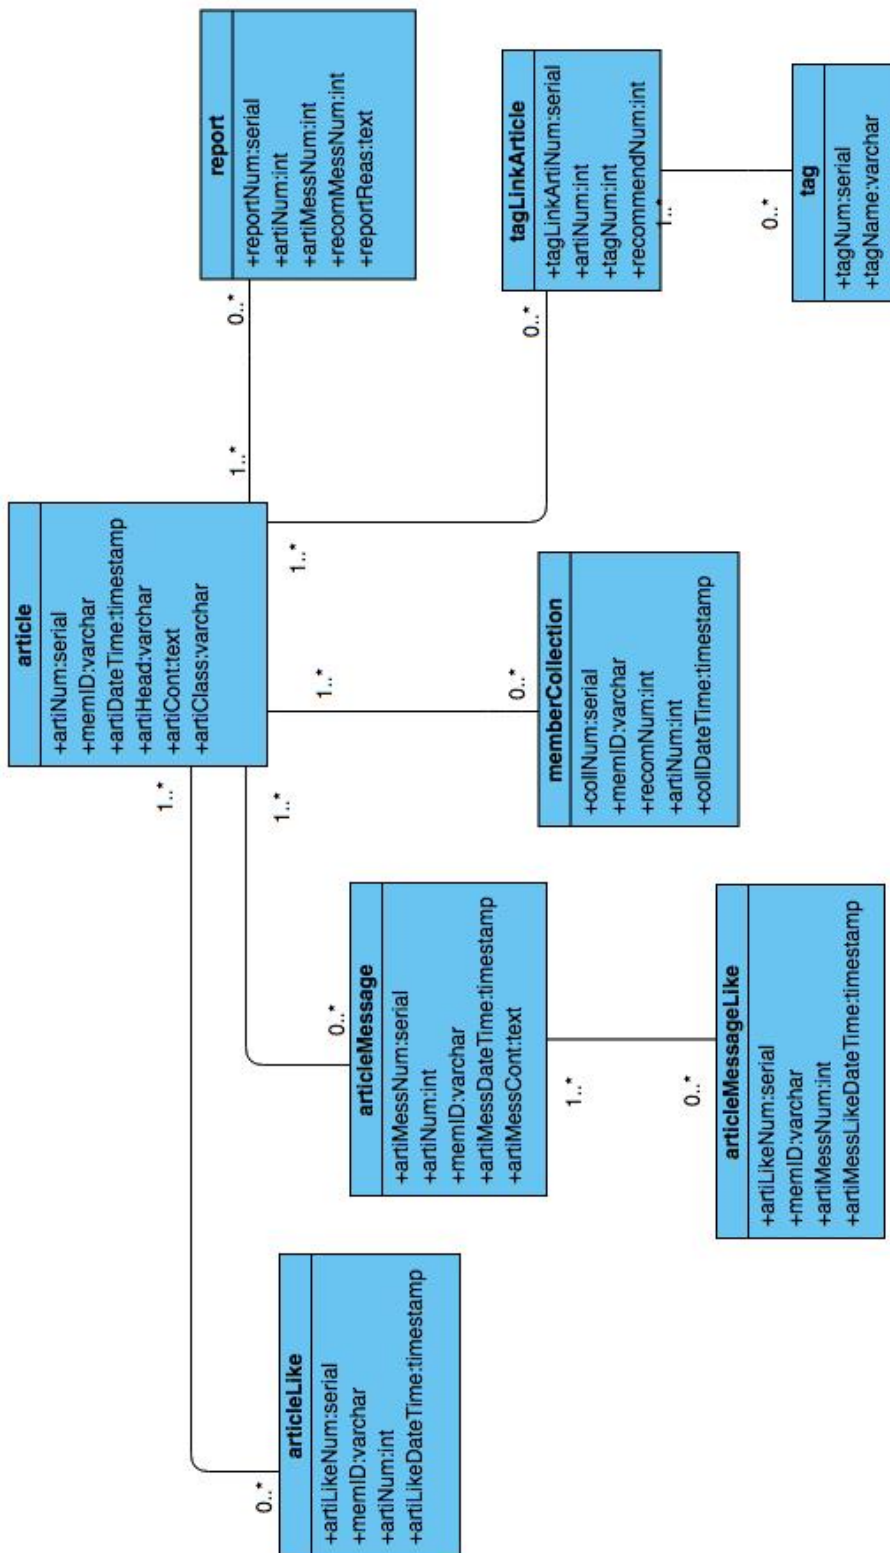 article
+artiNum:serial
+memID:varchar
+artiDateTime:timestamp
+artiHead:varchar
+artiCont:text
+artiClass:varchar
1..*
1..*
1..*
1..*
1..*
0..*
articleLike
+artiLikeNum:serial
+memID:varchar
+artiNum:int
+artiLikeDateTime:timestamp
0..*
articleMessage
+artiMessNum:serial
+artiNum:int
+memID:varchar
+artiMessDateTime:timestamp
+artiMessCont:text
1..*
0..*
articleMessageLike
+artiLikeNum:serial
+memID:varchar
+artiMessNum:int
+artiMessLikeDateTime:timestamp
0..*
memberCollection
+collNum:serial
+memID:varchar
+recomNum:int
+artiNum:int
+collDateTime:timestamp
0..*
report
+reportNum:serial
+artiNum:int
+artiMessNum:int
+recomMessNum:int
+reportReas:text
0..*
tagLinkArticle
+tagLinkArtiNum:serial
+artiNum:int
+tagNum:int
+recommendNum:int
1..*
0..*
tag
+tagNum:serial
+tagName:varchar